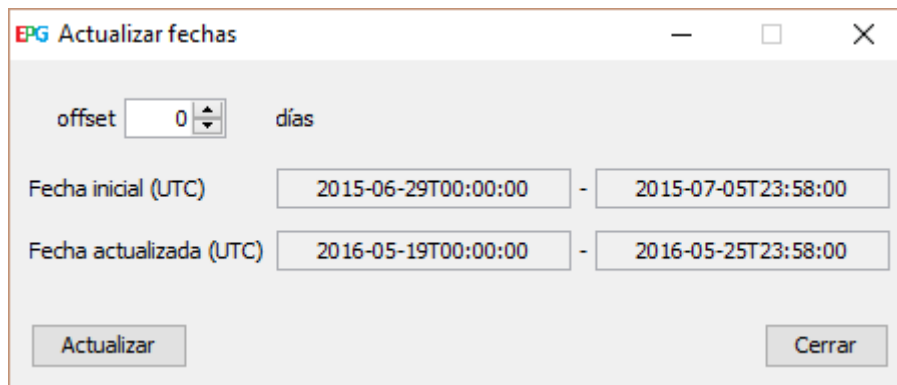 EPG Actualizar fechas
offset 0 días
Fecha inicial (UTC) 2015-06-29T00:00:00 - 2015-07-05T23:58:00
Fecha actualizada (UTC) 2016-05-19T00:00:00 - 2016-05-25T23:58:00
Actualizar Cerrar